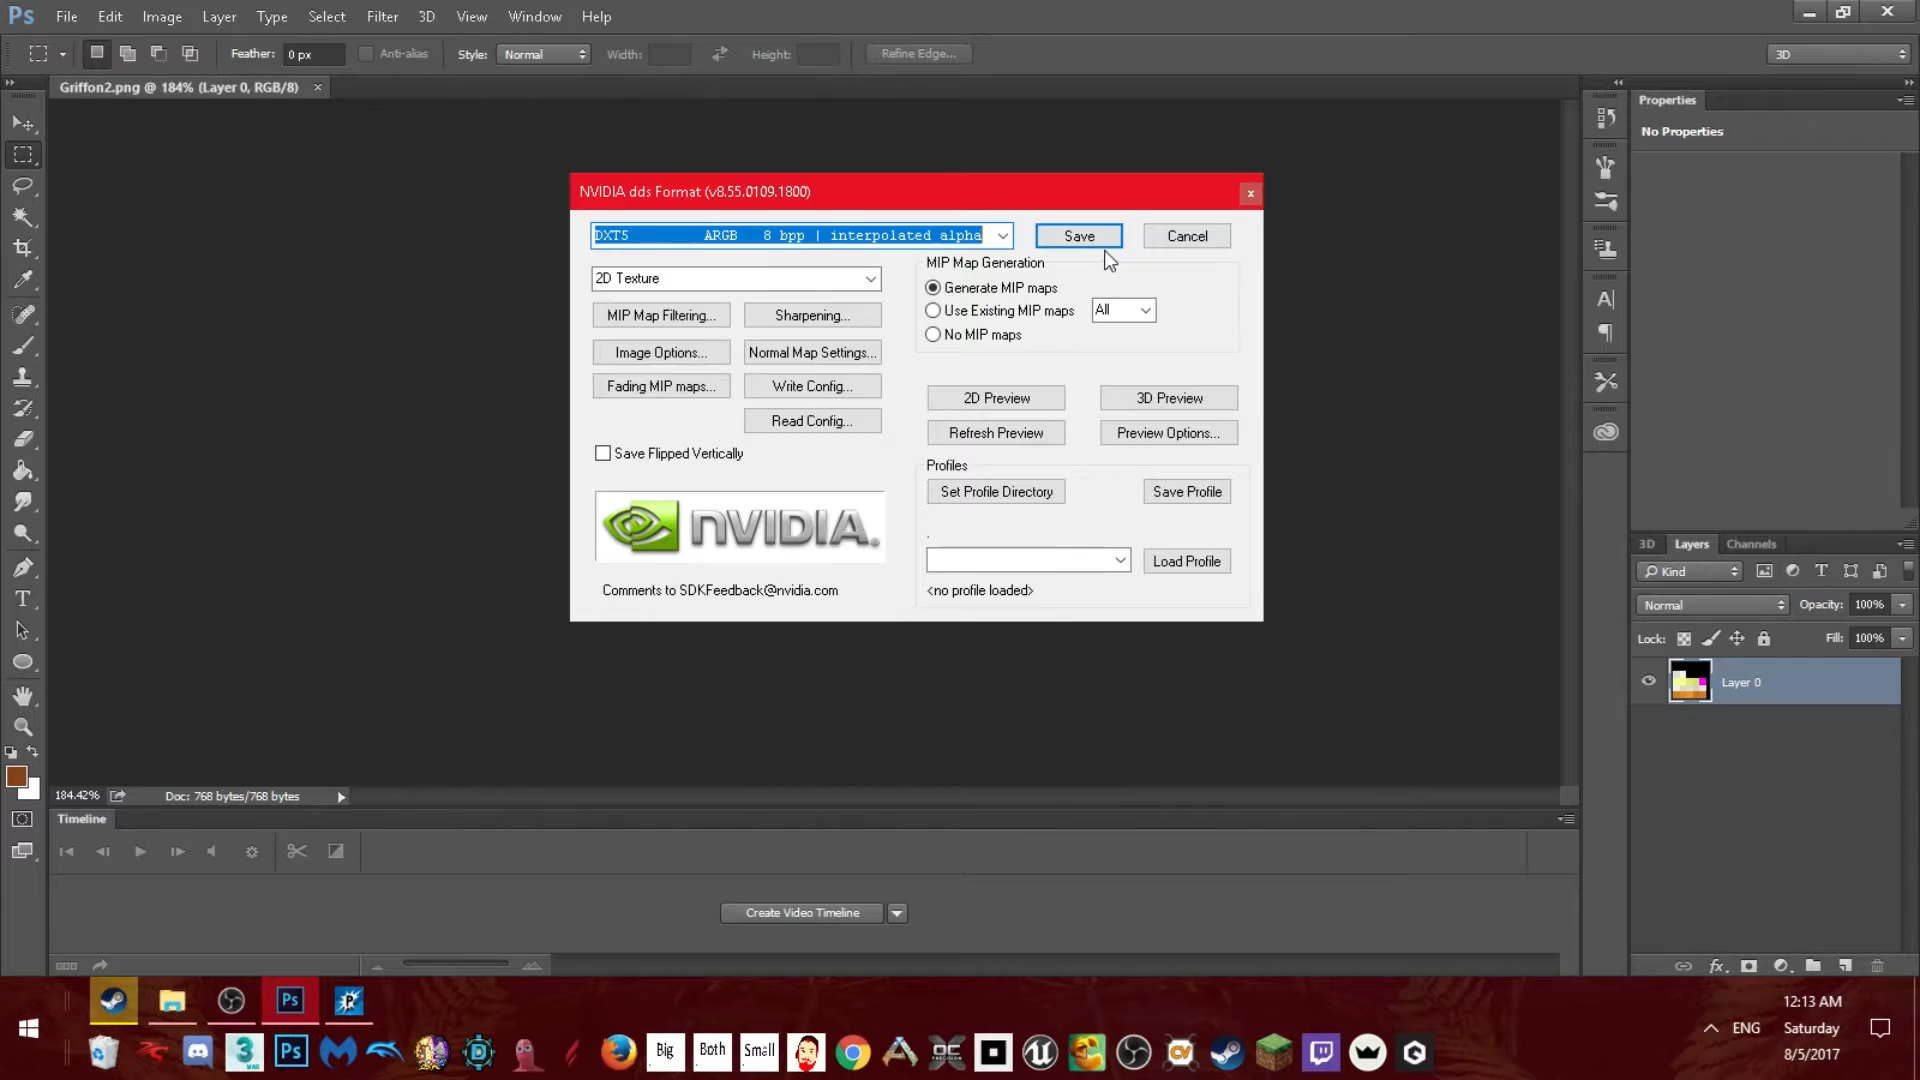 Ps File Edit Image Layer Type Select Filter 3D View Window Help
Feather: 0 px Anti-alias Style: Normal Width: Height: Refine Edge... 3D
Griffon2.png @ 184% (Layer 0, RGB/8) ×
Properties
No Properties
NVIDIA dds Format (v8.55.0109.1800) x
DXT5 ARGB 8 bpp | interpolated alpha
Save Cancel
2D Texture
MIP Map Generation
Generate MIP maps
Use Existing MIP maps All
No MIP maps
MIP Map Filtering... Sharpening...
Image Options... Normal Map Settings...
Fading MIP maps... Write Config...
Read Config...
2D Preview 3D Preview
Refresh Preview Preview Options...
Save Flipped Vertically
Profiles
Set Profile Directory Save Profile
.
Load Profile
<no profile loaded>
NVIDIA.
Comments to SDKFeedback@nvidia.com
3D Layers Channels
Kind
Normal Opacity: 100%
Lock: Fill: 100%
Layer 0
184.42% Doc: 768 bytes/768 bytes
Timeline
Create Video Timeline
fx
Ps
12:13 AM
ENG Saturday
8/5/2017
3 MAX Ps D Big Both Small OC CV